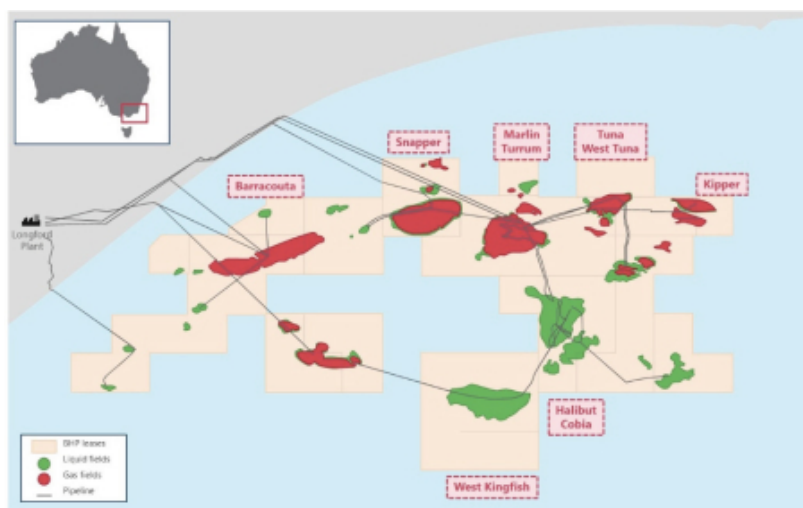 Snapper
Marlin
Turrum
Tuna
West Tuna
Barracouta
Kipper
Longford
Plant
Halibut
Cobia
West Kingfish
BHP leases
Liquid fields
Gas fields
Pipeline